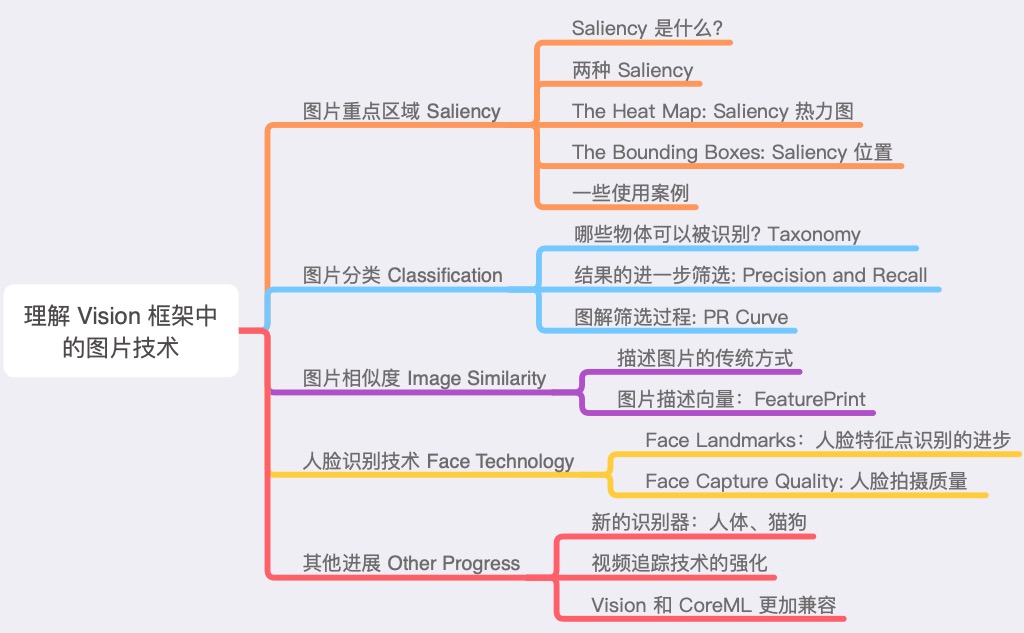 理解 Vision 框架中
的图片技术
图片重点区域 Saliency
Saliency 是什么?
两种 Saliency
The Heat Map: Saliency 热力图
The Bounding Boxes: Saliency 位置
一些使用案例
图片分类 Classification
哪些物体可以被识别? Taxonomy
结果的进一步筛选: Precision and Recall
图解筛选过程: PR Curve
图片相似度 Image Similarity
描述图片的传统方式
图片描述向量：FeaturePrint
人脸识别技术 Face Technology
Face Landmarks：人脸特征点识别的进步
Face Capture Quality: 人脸拍摄质量
其他进展 Other Progress
新的识别器：人体、猫狗
视频追踪技术的强化
Vision 和 CoreML 更加兼容